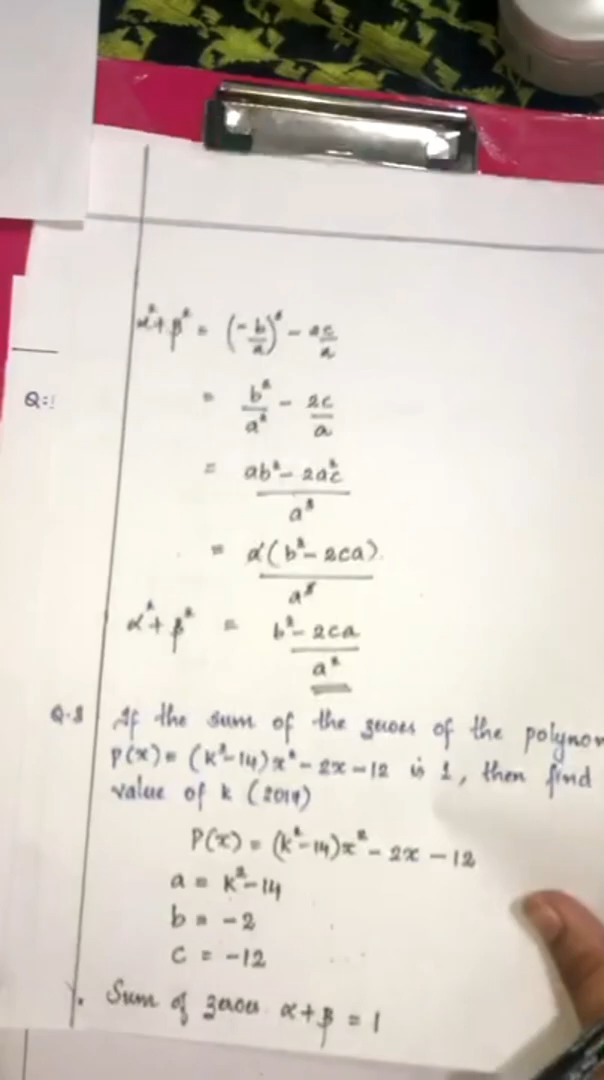 α² + β² = (-b/a)² - 2c/a
Q:
= b²/a² - 2c/a
= ab² - 2a²c / a³
= a(b² - 2ca) / a³
α² + β² = b² - 2ca / a²
Q.3 If the sum of the zeroes of the polynom
P(x) = (k² - 14)x² - 2x - 12 is 1, then find
value of k
P(x) = (k² - 14)x² - 2x - 12
a = k² - 14
b = -2
c = -12
Sum of zeroes α + β = 1